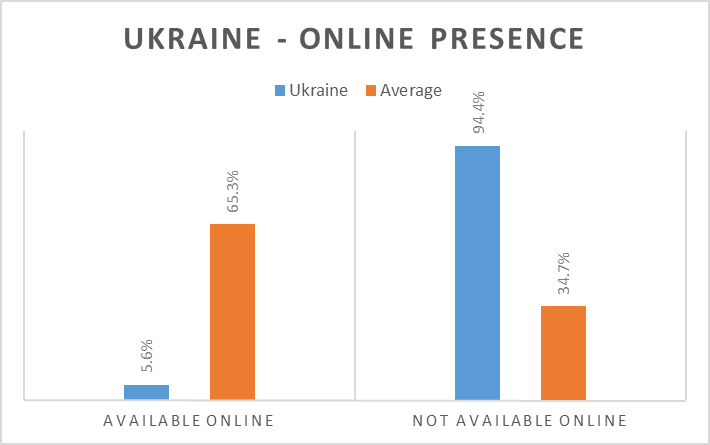 UKRAINE - ONLINE PRESENCE
Ukraine Average
94.4%
65.3%
34.7%
5.6%
AVAILABLE ONLINE NOT AVAILABLE ONLINE